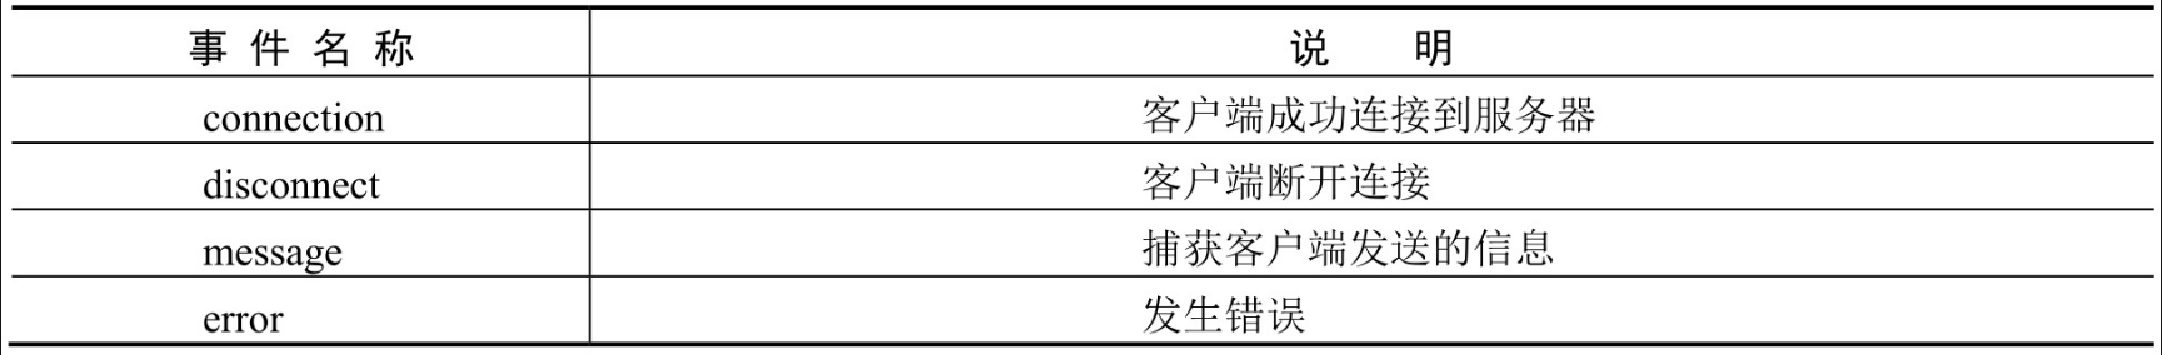 事件名称 说明
connection 客户端成功连接到服务器
disconnect 客户端断开连接
message 捕获客户端发送的信息
error 发生错误